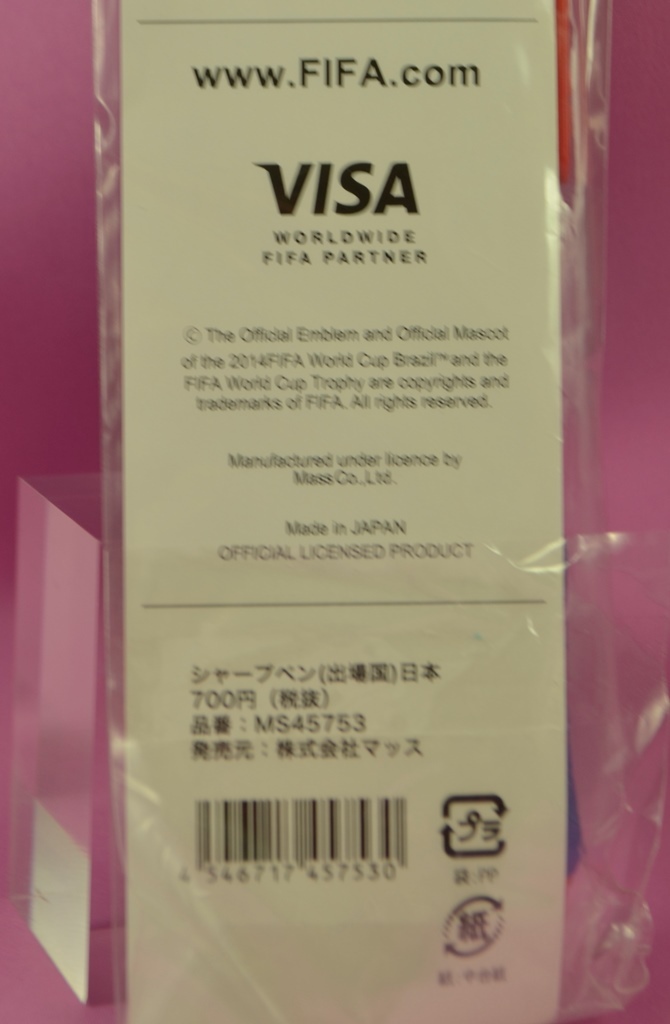 www.FIFA.com
VISA
WORLDWIDE
FIFA PARTNER
© The Official Emblem and Official Mascot
of the 2014FIFA World Cup Brazil™ and the
FIFA World Cup Trophy are copyrights and
trademarks of FIFA. All rights reserved.
Manufactured under licence by
Mass Co.,Ltd.
Made in JAPAN
OFFICIAL LICENSED PRODUCT
シャープペン(出場国)日本
700円（税抜）
品番：MS45753
発売元：株式会社マッス
4 546717 457530
プラ
袋:PP
紙
紙:中台紙